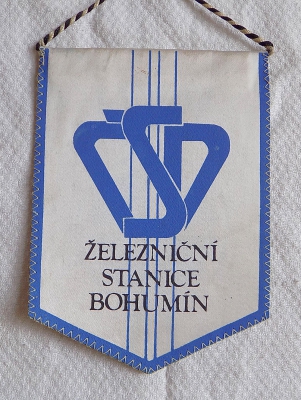 ČSD
ŽELEZNIČNÍ
STANICE
BOHUMÍN